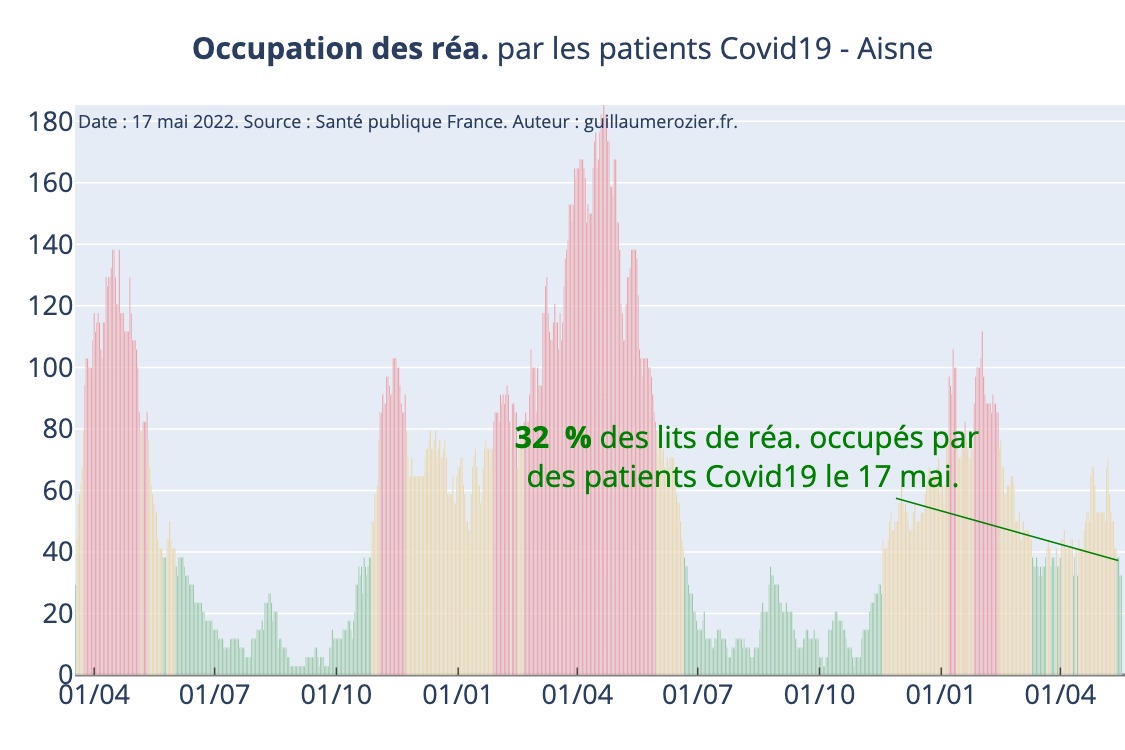 Occupation des réa. par les patients Covid19 - Aisne
180
Date : 17 mai 2022. Source : Santé publique France. Auteur : guillaumerozier.fr.
160
140
120
100
80
32 % des lits de réa. occupés par
des patients Covid19 le 17 mai.
60
40
20
0
01/04 01/07 01/10 01/01 01/04 01/07 01/10 01/01 01/04